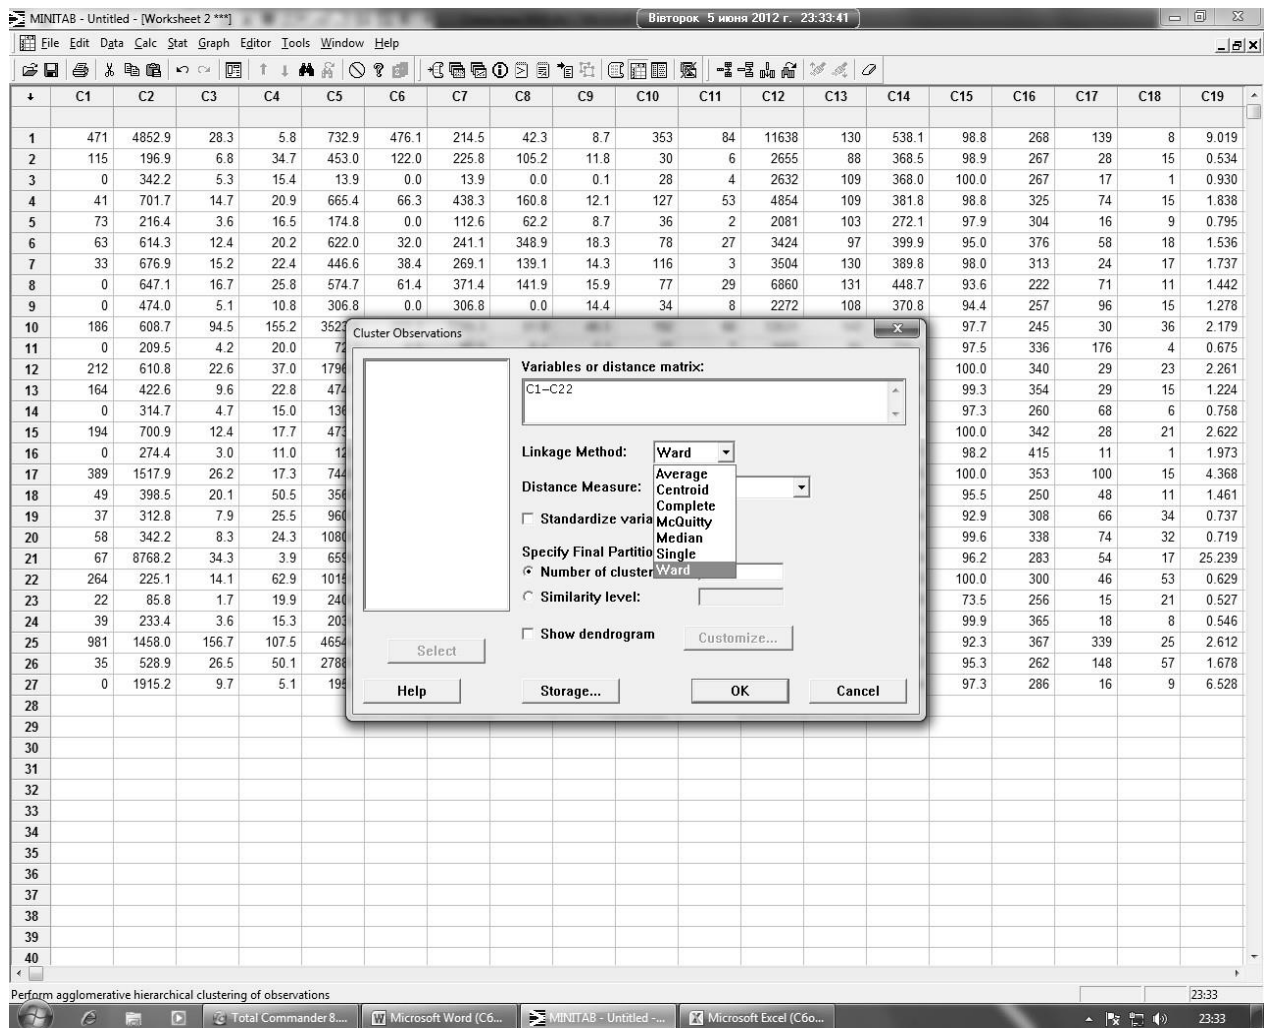 MINITAB - Untitled - [Worksheet 2 ***]
Вівторок 5 июня 2012 г. 23:33:41
File Edit Data Calc Stat Graph Editor Tools Window Help
C1 C2 C3 C4 C5 C6 C7 C8 C9 C10 C11 C12 C13 C14 C15 C16 C17 C18 C19
1 471 4852.9 28.3 5.8 732.9 476.1 214.5 42.3 8.7 353 84 11638 130 538.1 98.8 268 139 8 9.019
2 115 196.9 6.8 34.7 453.0 122.0 225.8 105.2 11.8 30 6 2655 88 368.5 98.9 267 28 15 0.534
3 0 342.2 5.3 15.4 13.9 0.0 13.9 0.0 0.1 28 4 2632 109 368.0 100.0 267 17 1 0.930
4 41 701.7 14.7 20.9 665.4 66.3 438.3 160.8 12.1 127 53 4854 109 381.8 98.8 325 74 15 1.838
5 73 216.4 3.6 16.5 174.8 0.0 112.6 62.2 8.7 36 2 2081 103 272.1 97.9 304 16 9 0.795
6 63 614.3 12.4 20.2 622.0 32.0 241.1 348.9 18.3 78 27 3424 97 399.9 95.0 376 58 18 1.536
7 33 676.9 15.2 22.4 446.6 38.4 269.1 139.1 14.3 116 3 3504 130 389.8 98.0 313 24 17 1.737
8 0 647.1 16.7 25.8 574.7 61.4 371.4 141.9 15.9 77 29 6860 131 448.7 93.6 222 71 11 1.442
9 0 474.0 5.1 10.8 306.8 0.0 306.8 0.0 14.4 34 8 2272 108 370.8 94.4 257 96 15 1.278
10 186 608.7 94.5 155.2 3523 97.7 245 30 36 2.179
11 0 209.5 4.2 20.0 72 97.5 336 176 4 0.675
12 212 610.8 22.6 37.0 1796 100.0 340 29 23 2.261
13 164 422.6 9.6 22.8 474 99.3 354 29 15 1.224
14 0 314.7 4.7 15.0 136 97.3 260 68 6 0.758
15 194 700.9 12.4 17.7 473 100.0 342 28 21 2.622
16 0 274.4 3.0 11.0 12 98.2 415 11 1 1.973
17 389 1517.9 26.2 17.3 744 100.0 353 100 15 4.368
18 49 398.5 20.1 50.5 356 95.5 250 48 11 1.461
19 37 312.8 7.9 25.5 960 92.9 308 66 34 0.737
20 58 342.2 8.3 24.3 1080 99.6 338 74 32 0.719
21 67 8768.2 34.3 3.9 659 96.2 283 54 17 25.239
22 264 225.1 14.1 62.9 1015 100.0 300 46 53 0.629
23 22 85.8 1.7 19.9 240 73.5 256 15 21 0.527
24 39 233.4 3.6 15.3 203 99.9 365 18 8 0.546
25 981 1458.0 156.7 107.5 4654 92.3 367 339 25 2.612
26 35 528.9 26.5 50.1 2788 95.3 262 148 57 1.678
27 0 1915.2 9.7 5.1 195 97.3 286 16 9 6.528
28
29
30
31
32
33
34
35
36
37
38
39
40
Cluster Observations
Variables or distance matrix:
C1-C22
Linkage Method: Ward
Average
Centroid
Complete
McQuitty
Median
Single
Ward
Distance Measure:
Standardize varia
Specify Final Partitio
Number of cluster
Similarity level:
Show dendrogram
Customize...
Select
Help
Storage...
OK
Cancel
Perform agglomerative hierarchical clustering of observations
23:33
Total Commander 8....
Microsoft Word (С6...
MINITAB - Untitled -...
Microsoft Excel (С6о...
23:33